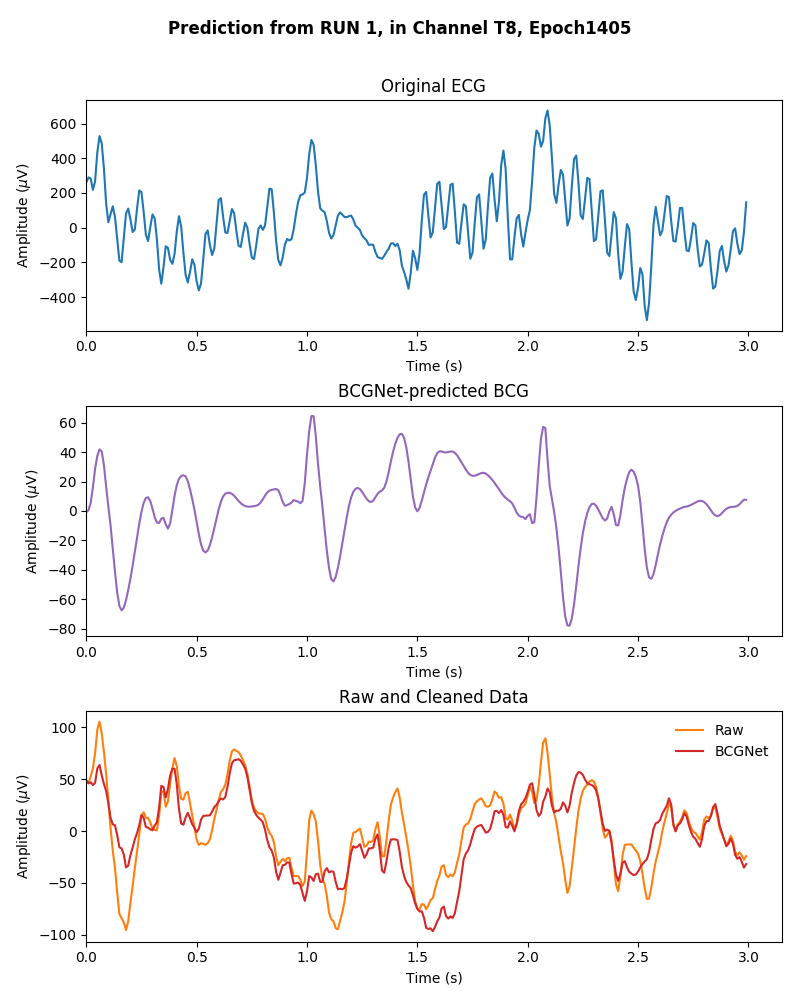 Prediction from RUN 1, in Channel T8, Epoch1405
Original ECG
Amplitude (μV)
600
400
200
0
−200
−400
0.0 0.5 1.0 1.5 2.0 2.5 3.0
Time (s)
BCGNet-predicted BCG
Amplitude (μV)
60
40
20
0
−20
−40
−60
−80
0.0 0.5 1.0 1.5 2.0 2.5 3.0
Time (s)
Raw and Cleaned Data
Amplitude (μV)
100
50
0
−50
−100
Raw
BCGNet
0.0 0.5 1.0 1.5 2.0 2.5 3.0
Time (s)